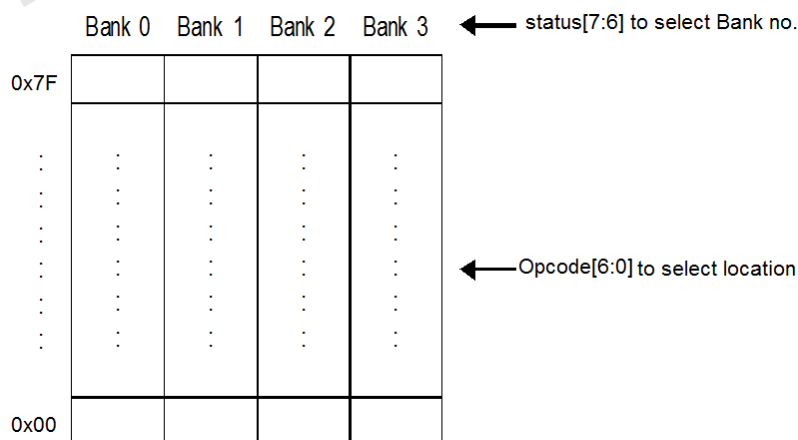 Bank 0 Bank 1 Bank 2 Bank 3 status[7:6] to select Bank no.
0x7F
Opcode[6:0] to select location
0x00